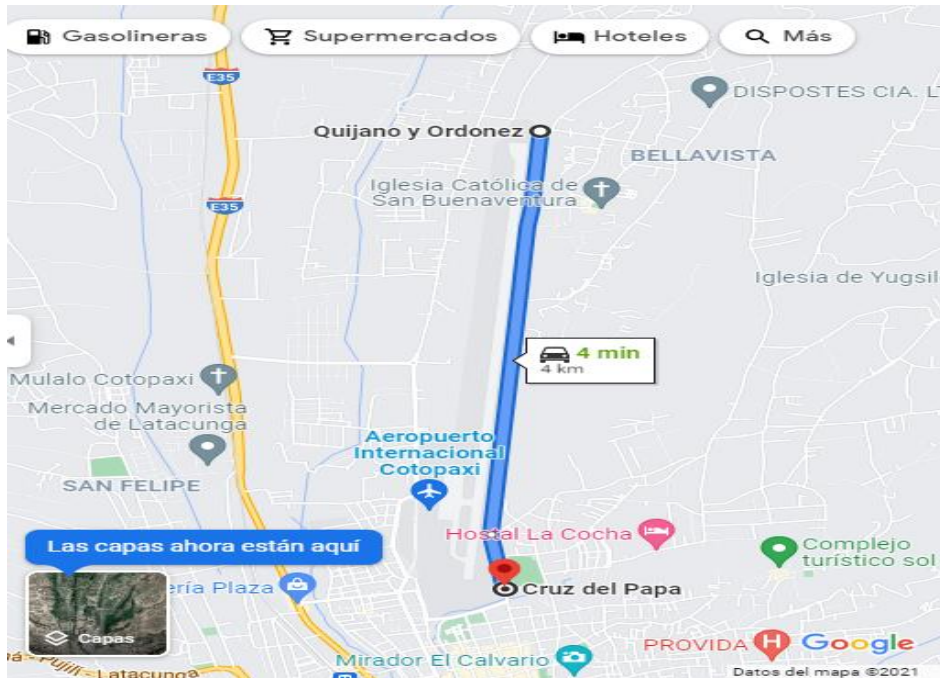 Gasolineras
Supermercados
Hoteles
Más
E35
DISPOSTES CIA. L
Quijano y Ordonez
BELLAVISTA
Iglesia Católica de
San Buenaventura
E35
Iglesia de Yugsil
4 min
4 km
Mulalo Cotopaxi
Mercado Mayorista
de Latacunga
Aeropuerto
Internacional
Cotopaxi
SAN FELIPE
Hostal La Cocha
Las capas ahora están aquí
Complejo
turístico sol
ería Plaza
Cruz del Papa
Capas
PROVIDA
H
Google
Mirador El Calvario
Pujilí - Latacunga
Datos del mapa ©2021